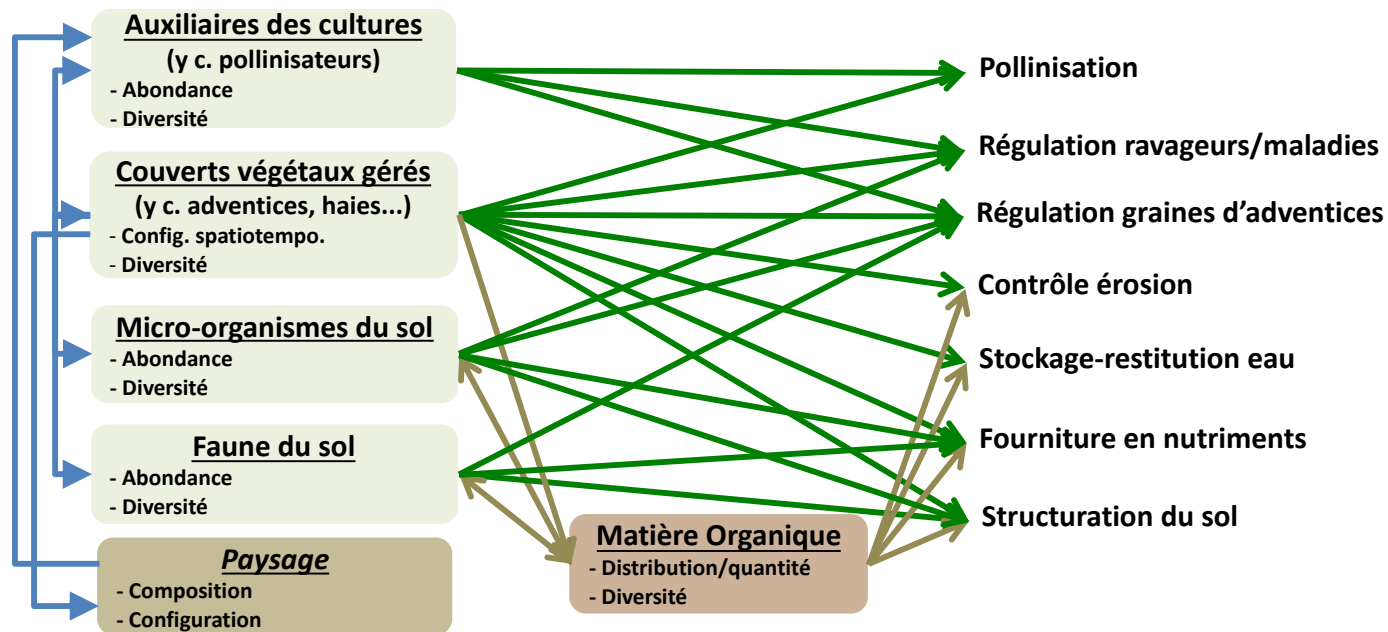 Auxiliaires des cultures
(y c. pollinisateurs)
- Abondance
- Diversité
Couverts végétaux gérés
(y c. adventices, haies...)
- Config. spatiotempo.
- Diversité
Micro-organismes du sol
- Abondance
- Diversité
Faune du sol
- Abondance
- Diversité
Paysage
- Composition
- Configuration
Matière Organique
- Distribution/quantité
- Diversité
Pollinisation
Régulation ravageurs/maladies
Régulation graines d’adventices
Contrôle érosion
Stockage-restitution eau
Fourniture en nutriments
Structuration du sol